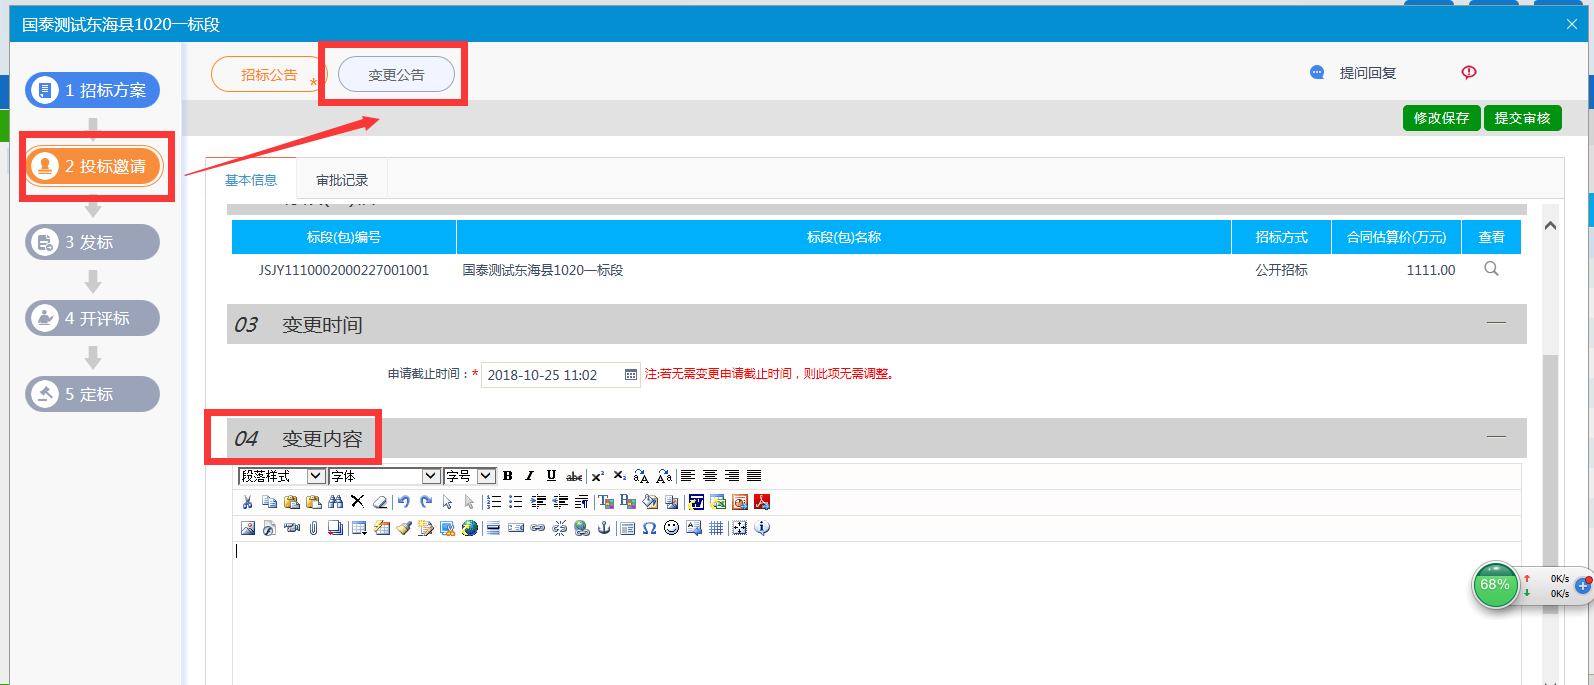 国泰测试东海县1020一标段
1 招标方案
2 投标邀请
3 发标
4 开评标
5 定标
招标公告 *
变更公告
提问回复
修改保存 提交审核
基本信息 审批记录
标段(包)编号 标段(包)名称 招标方式 合同估算价(万元) 查看
JSJY1110002000227001001 国泰测试东海县1020一标段 公开招标 1111.00
03 变更时间
申请截止时间：* 2018-10-25 11:02 注:若无需变更申请截止时间，则此项无需调整。
04 变更内容
段落样式 字体 字号
68% 0K/s
0K/s